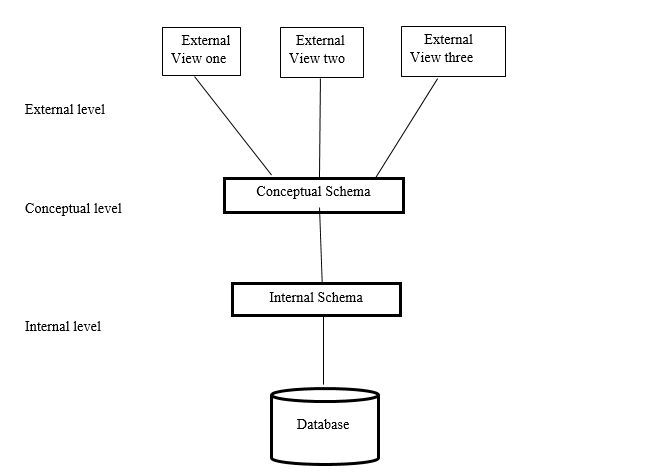 External
View one
External
View two
External
View three
External level
Conceptual Schema
Conceptual level
Internal Schema
Internal level
Database